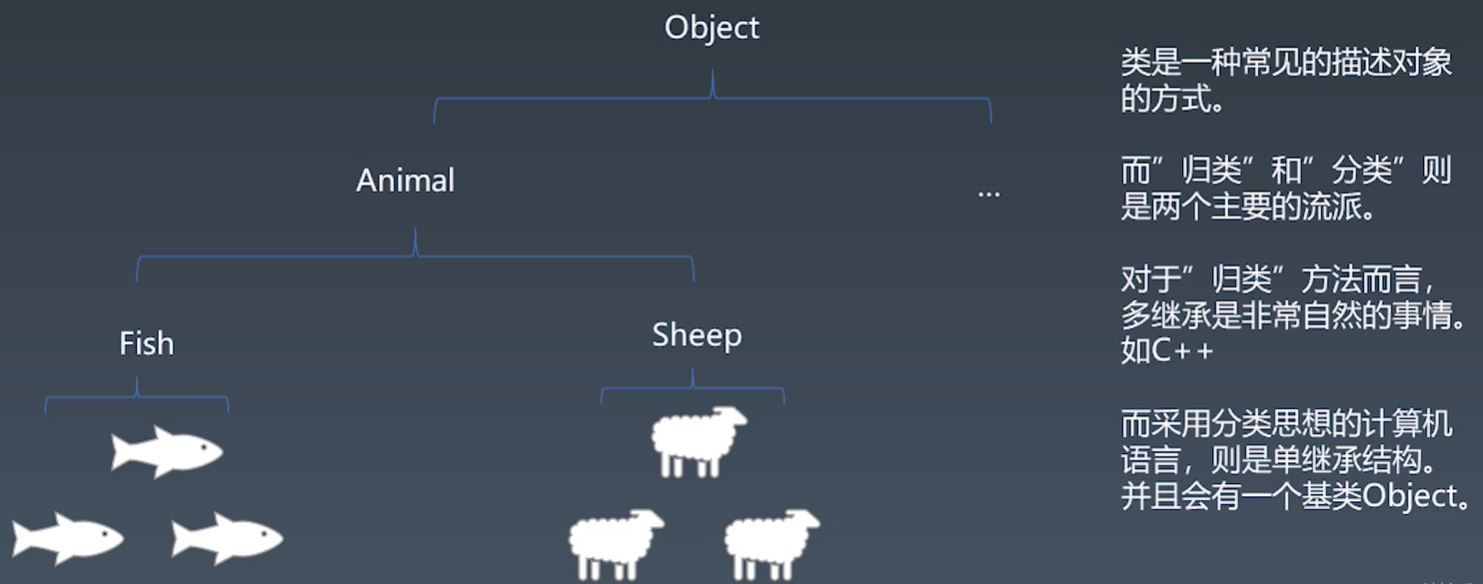 Object
Animal
...
Fish
Sheep
类是一种常见的描述对象
的方式。
而”归类”和”分类”则
是两个主要的流派。
对于”归类”方法而言，
多继承是非常自然的事情。
如C++
而采用分类思想的计算机
语言，则是单继承结构。
并且会有一个基类Object。